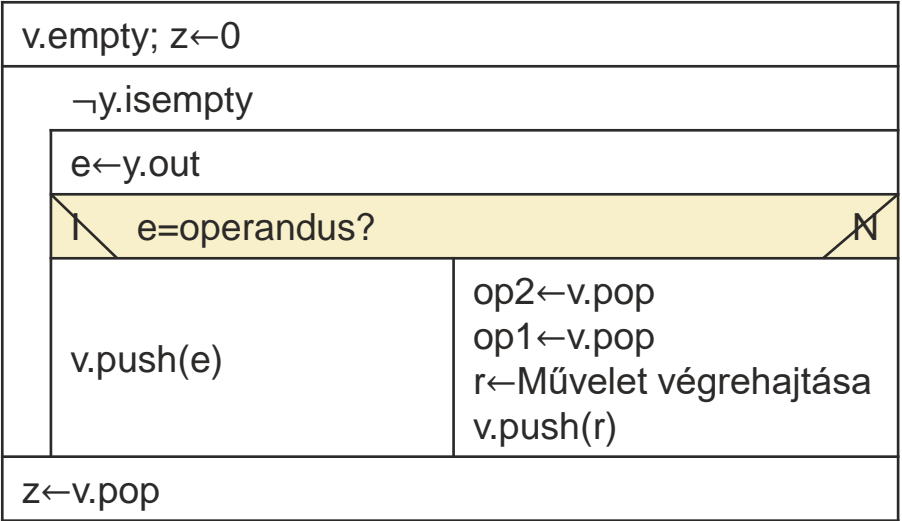 v.empty; z←0
¬y.isempty
e←y.out
I e=operandus? N
v.push(e)
op2←v.pop
op1←v.pop
r←Művelet végrehajtása
v.push(r)
z←v.pop